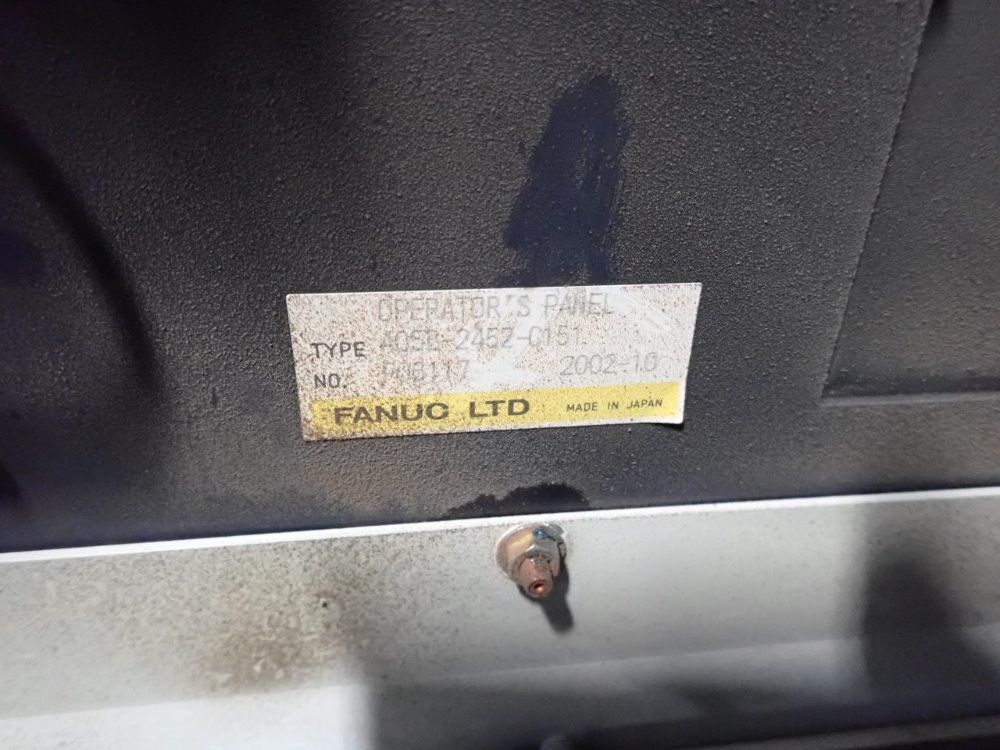 OPERATOR'S PANEL
TYPE A05B-2452-C151
NO. 2002-10
FANUC LTD MADE IN JAPAN